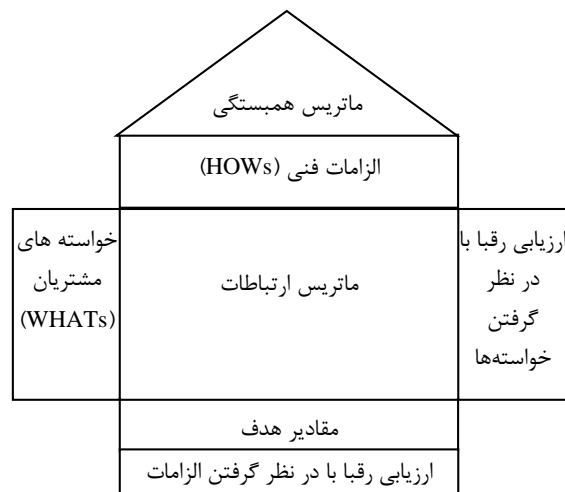 ماتریس همبستگی
الزامات فنی (HOWs)
ارزیابی رقبا با
در نظر
گرفتن
خواسته‌ها
ماتریس ارتباطات
خواسته های
مشتریان
(WHATs)
مقادیر هدف
ارزیابی رقبا با در نظر گرفتن الزامات